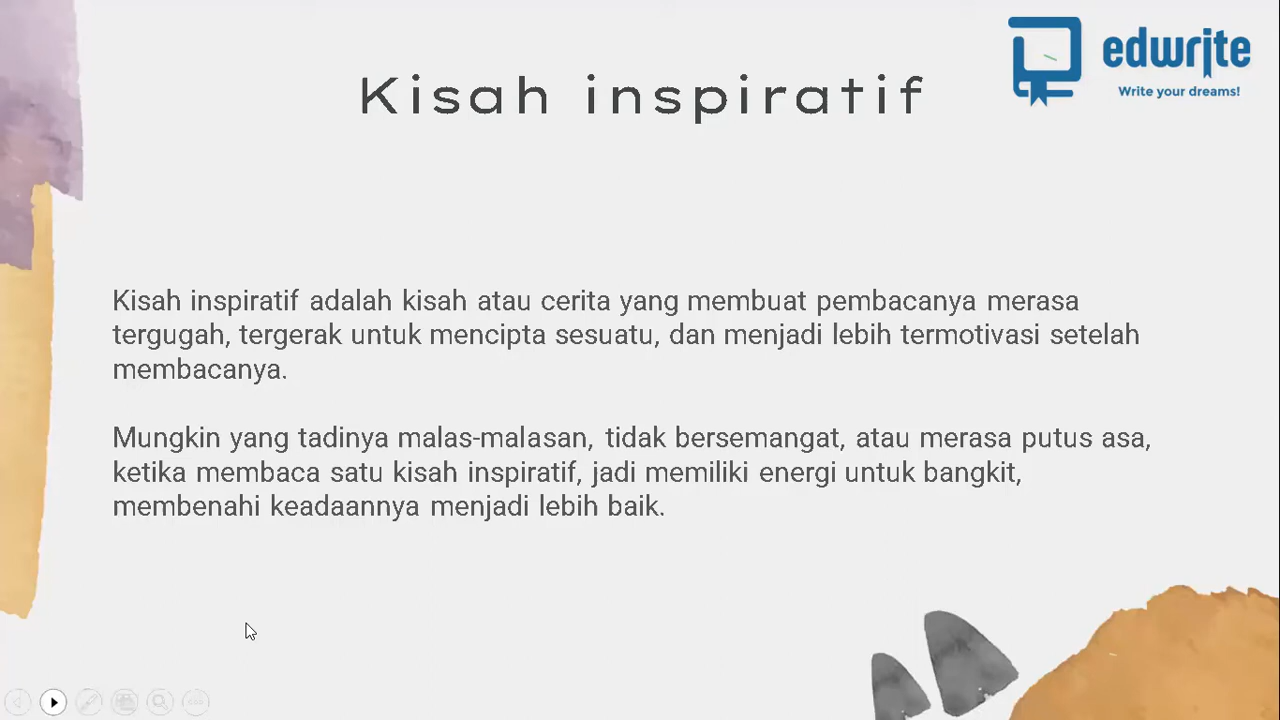 edwrite
Write your dreams!
Kisah inspiratif
Kisah inspiratif adalah kisah atau cerita yang membuat pembacanya merasa
tergugah, tergerak untuk mencipta sesuatu, dan menjadi lebih termotivasi setelah
membacanya.
Mungkin yang tadinya malas-malasan, tidak bersemangat, atau merasa putus asa,
ketika membaca satu kisah inspiratif, jadi memiliki energi untuk bangkit,
membenahi keadaannya menjadi lebih baik.